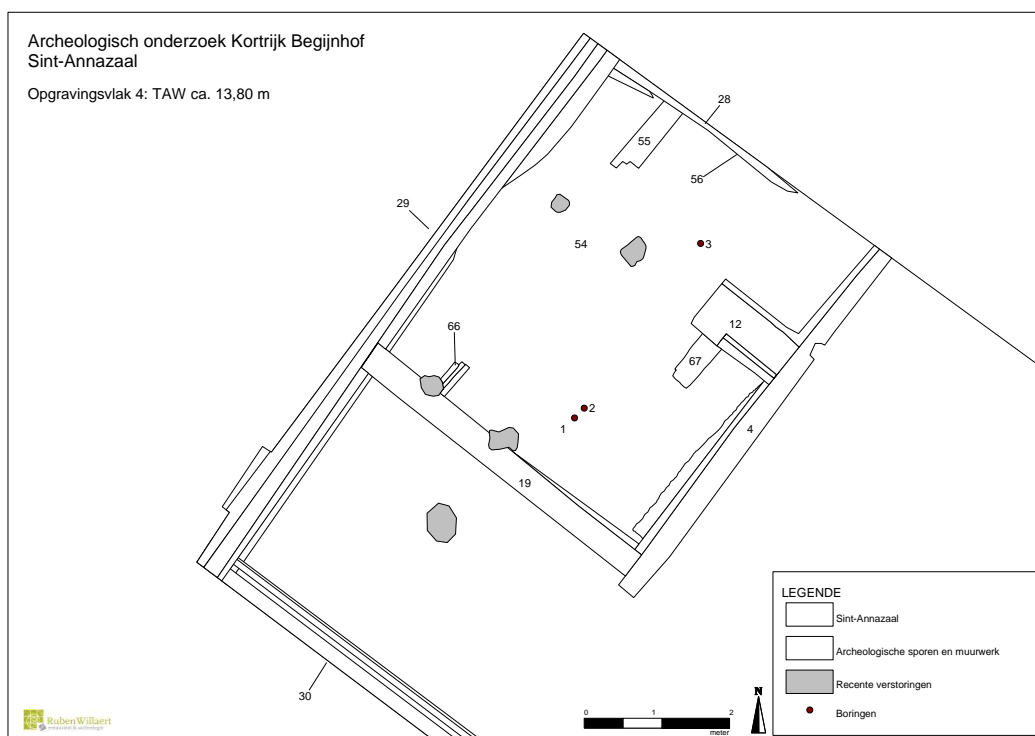 Archeologisch onderzoek Kortrijk Begijnhof
Sint-Annazaal
Opgravingsvlak 4: TAW ca. 13,80 m
28
55
56
29
54
3
66
12
67
2
1
4
19
30
LEGENDE
Sint-Annazaal
Archeologische sporen en muurwerk
Recente verstoringen
Boringen
N
0 1 2
meter
Ruben Willaert